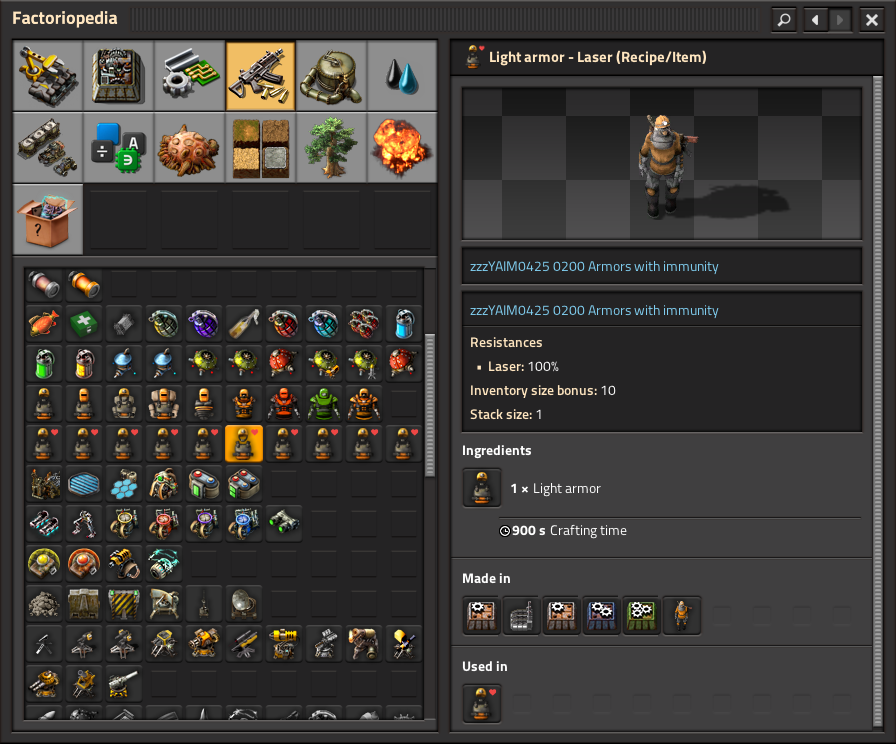 Factoriopedia
A
?
Light armor - Laser (Recipe/Item)
zzzYAIM0425 0200 Armors with immunity
zzzYAIM0425 0200 Armors with immunity
Resistances
Laser: 100%
Inventory size bonus: 10
Stack size: 1
Ingredients
1 × Light armor
900 s Crafting time
Made in
Used in